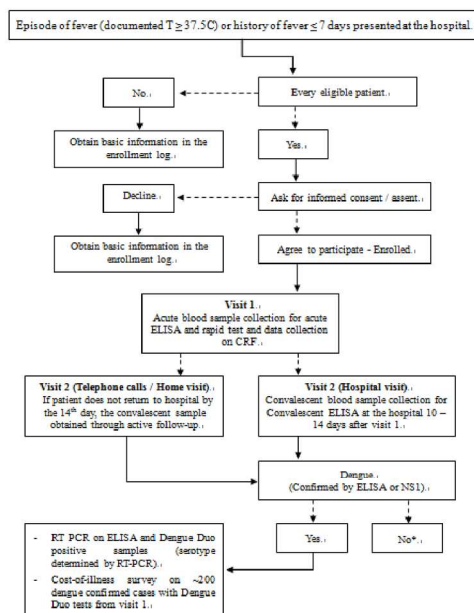 Episode of fever (documented T ≥ 37.5C) or history of fever ≤ 7 days presented at the hospital.
No.
Every eligible patient.
Obtain basic information in the
enrollment log.
Yes.
Decline.
Ask for informed consent / assent.
Obtain basic information in the
enrollment log.
Agree to participate - Enrolled.
Visit 1.
Acute blood sample collection for acute
ELISA and rapid test and data collection
on CRF.
Visit 2 (Telephone calls / Home visit)
If patient does not return to hospital
by the 14th day, the convalescent sample
obtained through active follow-up.
Visit 2 (Hospital visit)
Convalescent blood sample collection for
Convalescent ELISA at the hospital 10 –
14 days after visit 1.
Dengue
(Confirmed by ELISA or NS1).
Yes.
No*.
- RT PCR on ELISA and Dengue Duo
positive samples (serotype
determined by RT-PCR).
- Cost-of-illness survey on ~200
dengue confirmed cases with Dengue
Duo tests from visit 1.